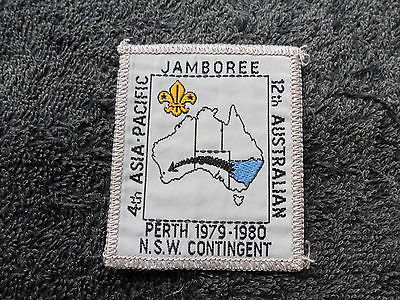 JAMBOREE
4th ASIA-PACIFIC
12th AUSTRALIAN
PERTH 1979-1980
N.S.W. CONTINGENT